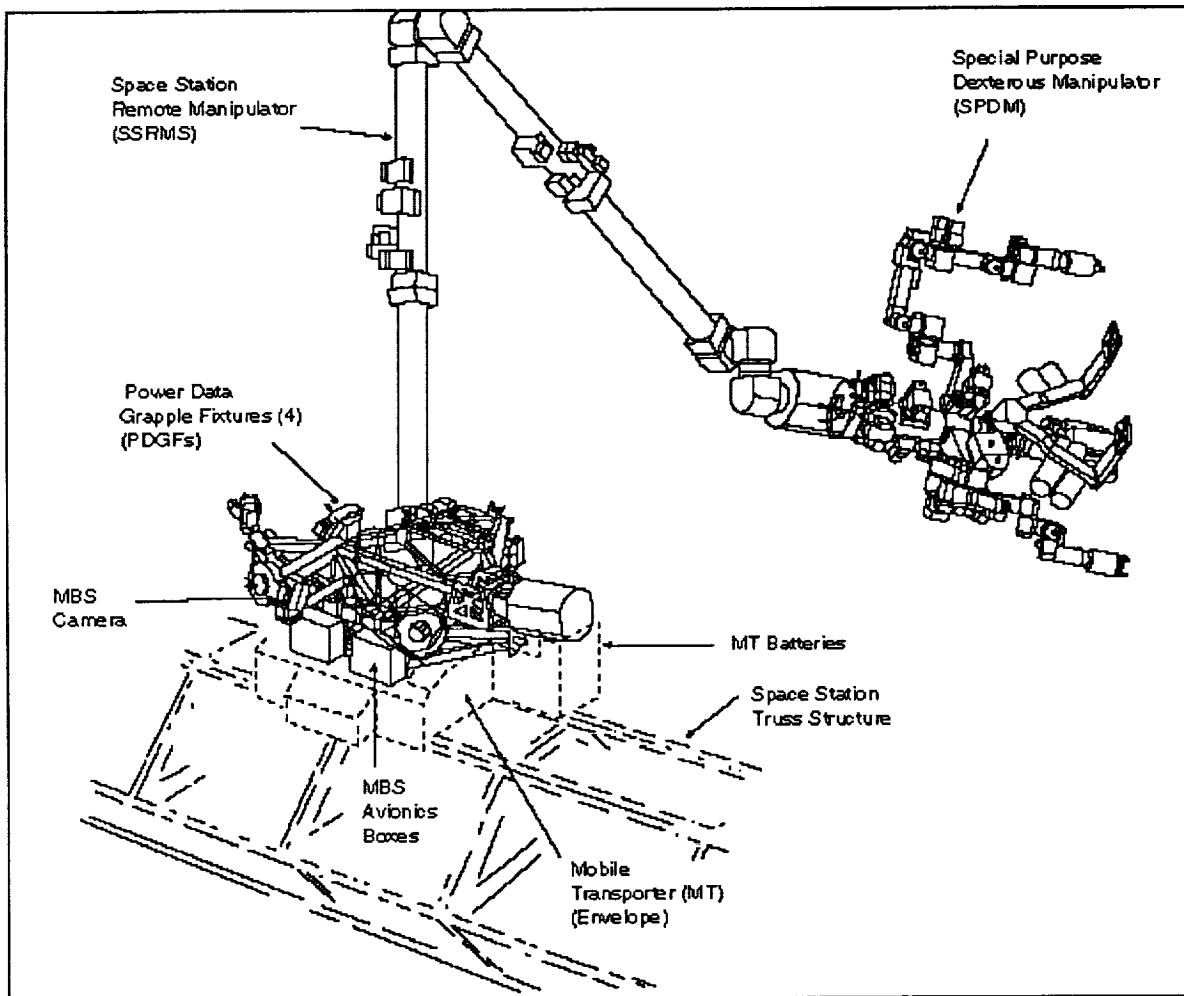 Space Station
Remote Manipulator
(SSRMS)
Special Purpose
Dexterous Manipulator
(SPDM)
Power Data
Grapple Fixtures (4)
(PDGFs)
MBS
Camera
MT Batteries
Space Station
Truss Structure
MBS
Avionics
Boxes
Mobile
Transporter (MT)
(Envelope)